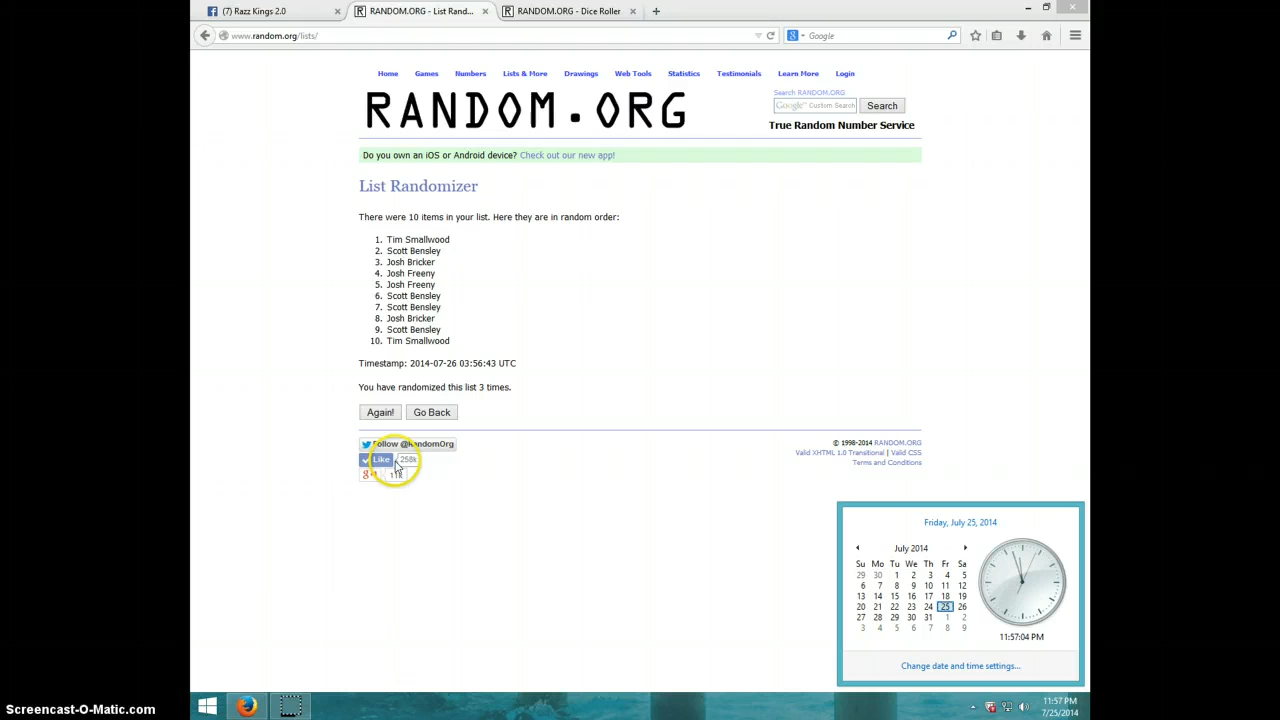 (7) Razz Kings 2.0
RANDOM.ORG - List Rand...
RANDOM.ORG - Dice Roller
www.random.org/lists/
Google
Home Games Numbers Lists & More Drawings Web Tools Statistics Testimonials Learn More Login
Search RANDOM.ORG
RANDOM.ORG
Google™ Custom Search
Search
True Random Number Service
Do you own an iOS or Android device? Check out our new app!
List Randomizer
There were 10 items in your list. Here they are in random order:
1. Tim Smallwood
2. Scott Bensley
3. Josh Bricker
4. Josh Freeny
5. Josh Freeny
6. Scott Bensley
7. Scott Bensley
8. Josh Bricker
9. Scott Bensley
10. Tim Smallwood
Timestamp: 2014-07-26 03:56:43 UTC
You have randomized this list 3 times.
Again! Go Back
Follow @RandomOrg
Like 258k
11k
© 1998-2014 RANDOM.ORG
Valid XHTML 1.0 Transitional | Valid CSS
Terms and Conditions
Friday, July 25, 2014
July 2014
Su Mo Tu We Th Fr Sa
29 30 1 2 3 4 5
6 7 8 9 10 11 12
13 14 15 16 17 18 19
20 21 22 23 24 25 26
27 28 29 30 31 1 2
3 4 5 6 7 8 9
11:57:04 PM
Change date and time settings...
11:57 PM
7/25/2014
Screencast-O-Matic.com